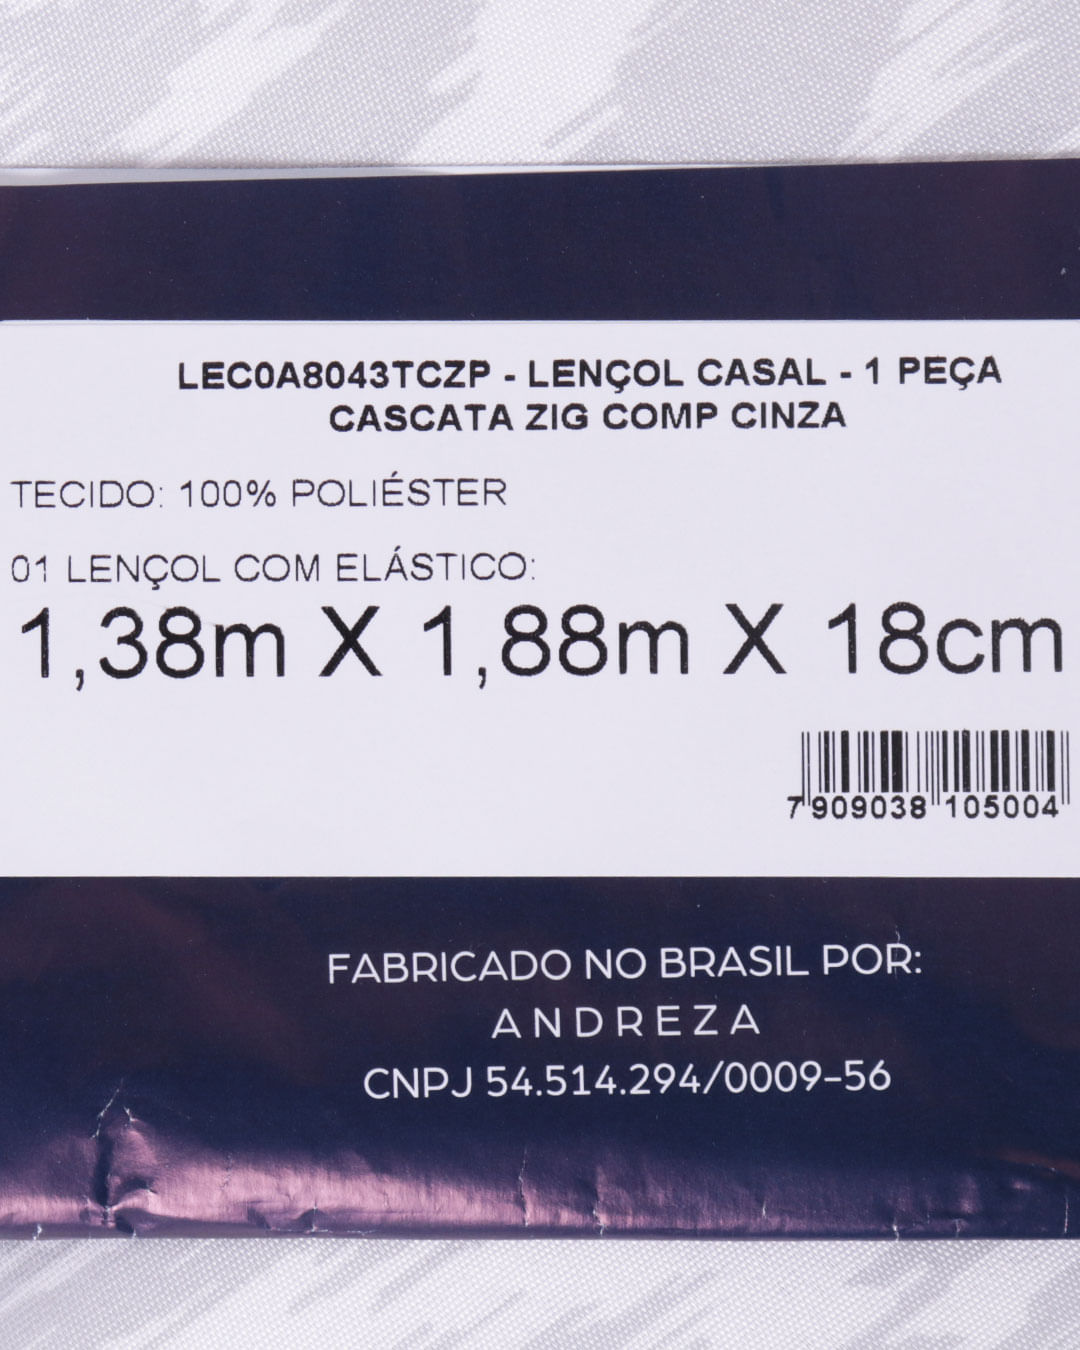 LEC0A8043TCZP - LENÇOL CASAL - 1 PEÇA
CASCATA ZIG COMP CINZA
TECIDO: 100% POLIÉSTER
01 LENÇOL COM ELÁSTICO:
1,38m X 1,88m X 18cm
7 909038 105004
FABRICADO NO BRASIL POR:
ANDREZA
CNPJ 54.514.294/0009-56